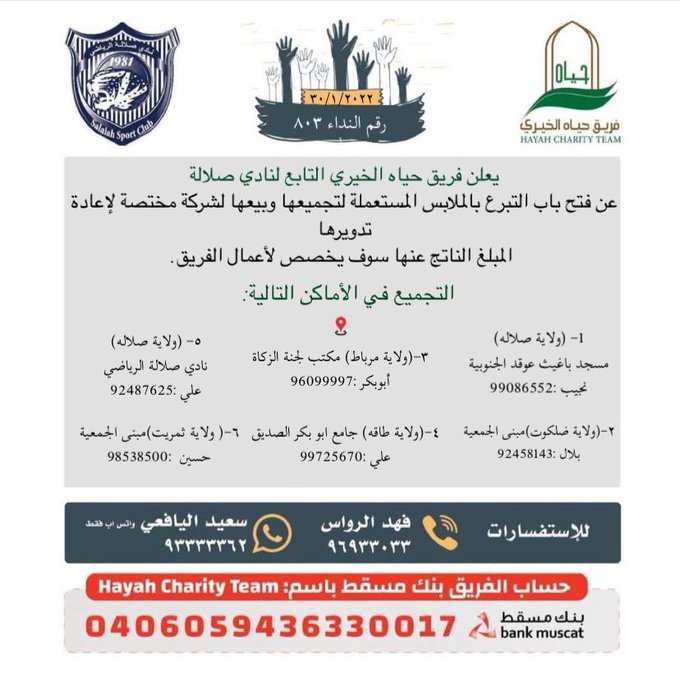 نادي صلالة الرياضي
1981
Salalah Sport Club
٣٠/١/٢٠٢٢
رقم النداء ٨٠٣
حياه
فريق حياه الخيري
HAYAH CHARITY TEAM
يعلن فريق حياه الخيري التابع لنادي صلالة
عن فتح باب التبرع بالملابس المستعملة لتجميعها وبيعها لشركة مختصة لإعادة
تدويرها
المبلغ الناتج عنها سوف يخصص لأعمال الفريق.
التجميع في الأماكن التالية:
1- (ولاية صلاله)
مسجد باغيث عوقد الجنوبية
نجيب :99086552
٢-(ولاية ضلكوت)مبنى الجمعية
بلال :92458143
٣-(ولاية مرباط) مكتب لجنة الزكاة
أبوبكر :96099997
٤-(ولاية طاقه) جامع ابو بكر الصديق
علي :99725670
٥- (ولاية صلاله)
نادي صلالة الرياضي
علي :92487625
٦-( ولاية ثمريت)مبنى الجمعية
حسين :98538500
للإستفسارات
فهد الرواس
٩٦٩٣٣٠٣٣
سعيد اليافعي واتس اب فقط
٩٣٣٣٣٣٦٢
حساب الفريق بنك مسقط باسم: Hayah Charity Team
0406059436330017
بنك مسقط
bank muscat